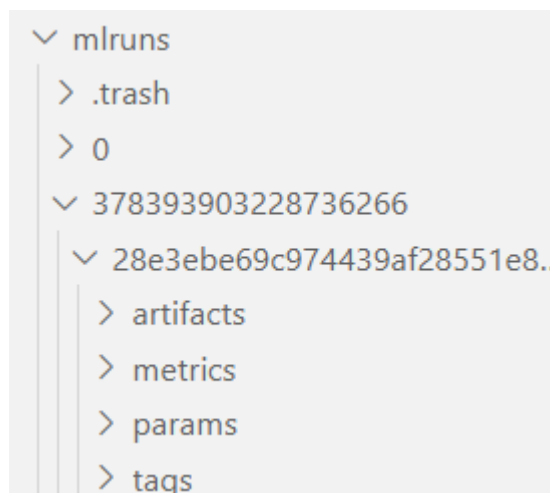 mlruns
.trash
0
378393903228736266
28e3ebe69c974439af28551e8..
artifacts
metrics
params
tags